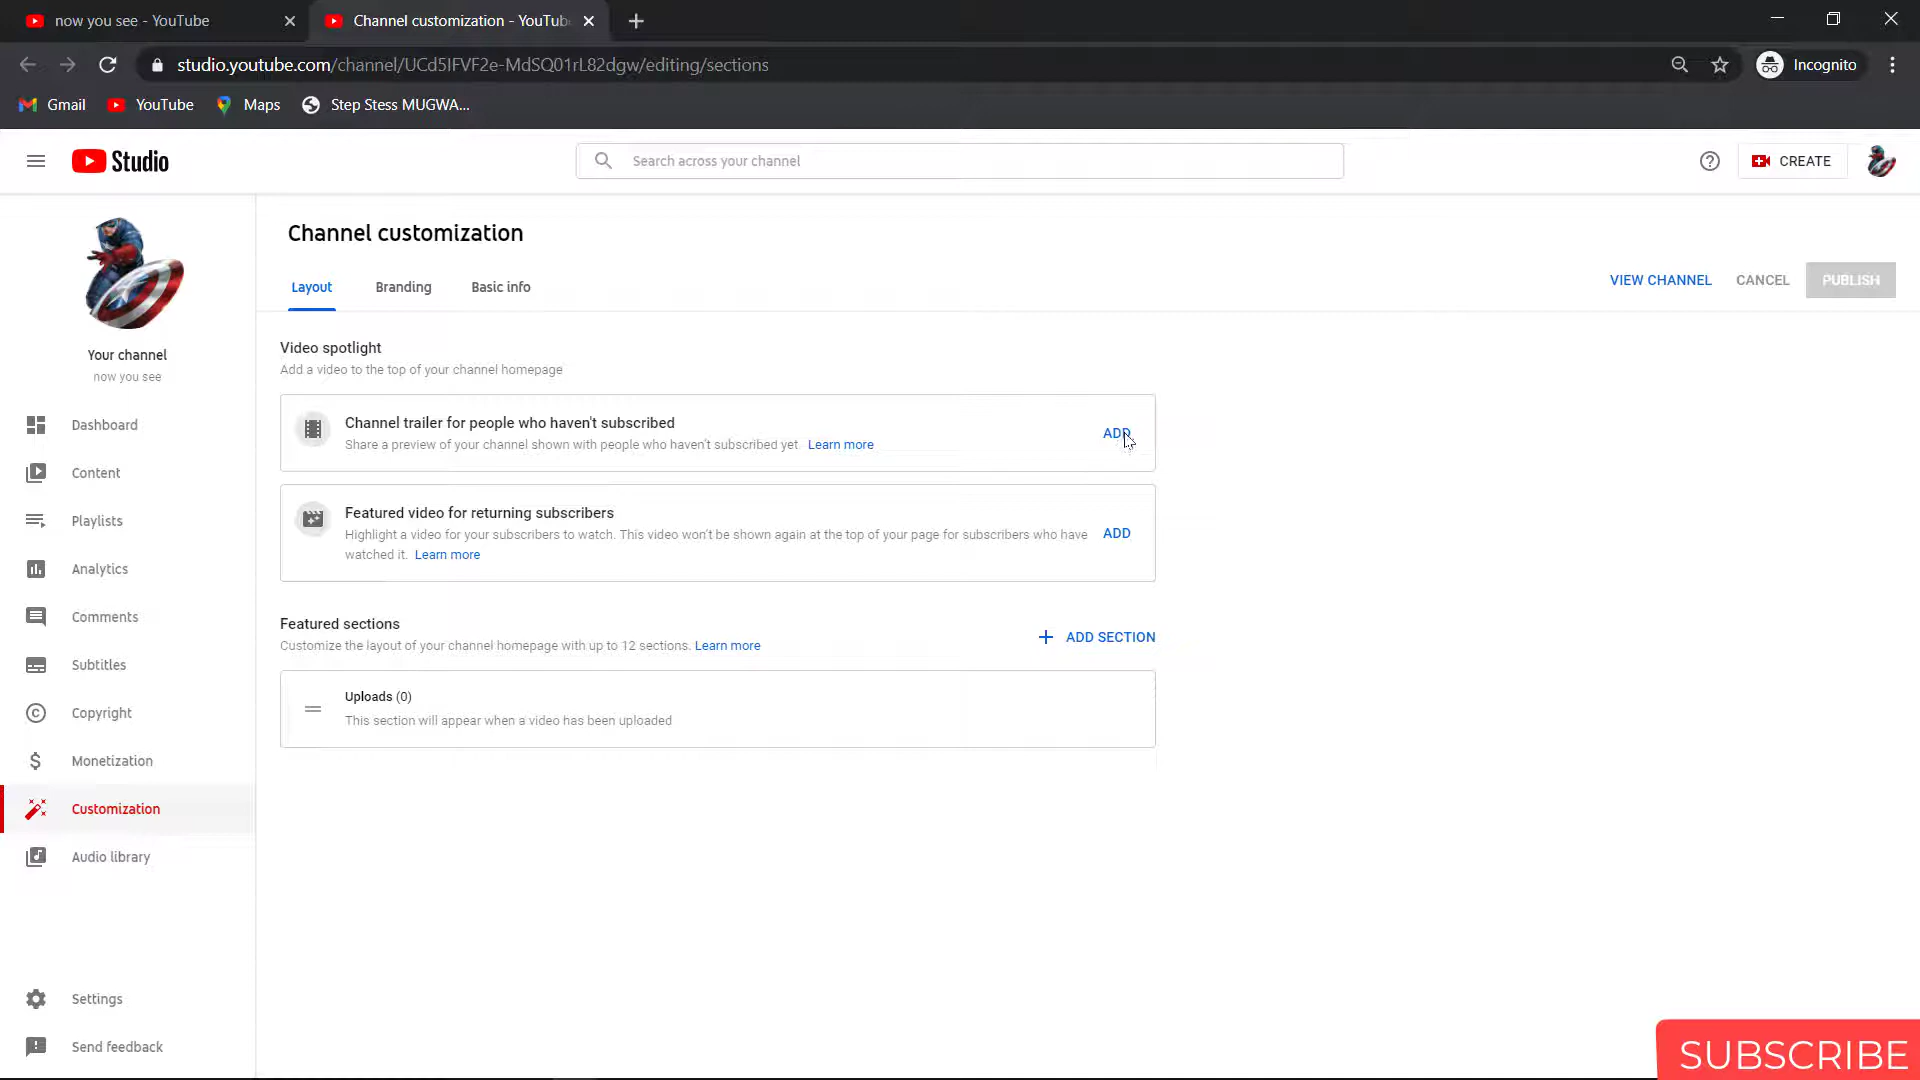 now you see - YouTube
Channel customization - YouTub
studio.youtube.com/channel/UCd5IFVF2e-MdSQ01rL82dgw/editing/sections
Incognito
Gmail
YouTube
Maps
Step Stess MUGWA...
Studio
Search across your channel
CREATE
Channel customization
Layout
Branding
Basic info
VIEW CHANNEL
CANCEL
PUBLISH
Your channel
now you see
Dashboard
Content
Playlists
Analytics
Comments
Subtitles
Copyright
Monetization
Customization
Audio library
Settings
Send feedback
Video spotlight
Add a video to the top of your channel homepage
Channel trailer for people who haven't subscribed
Share a preview of your channel shown with people who haven't subscribed yet Learn more
ADD
Featured video for returning subscribers
Highlight a video for your subscribers to watch. This video won't be shown again at the top of your page for subscribers who have
watched it. Learn more
ADD
Featured sections
Customize the layout of your channel homepage with up to 12 sections. Learn more
ADD SECTION
Uploads (0)
This section will appear when a video has been uploaded
SUBSCRIBE